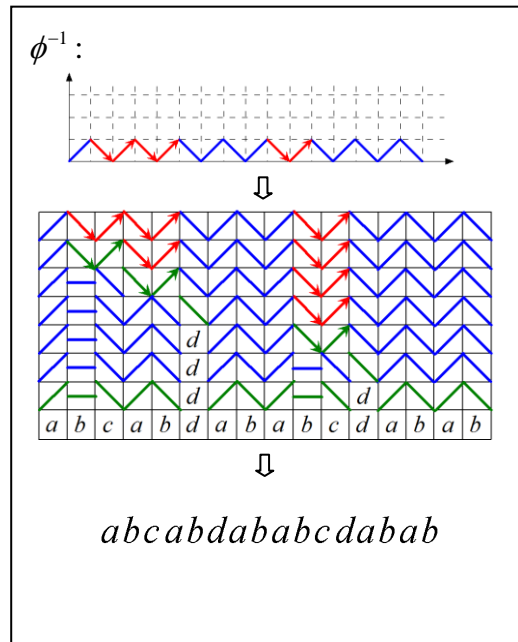 ϕ⁻¹ :
d
d
d d
a b c a b d a b a b c d a b a b
abcabdababcdabab